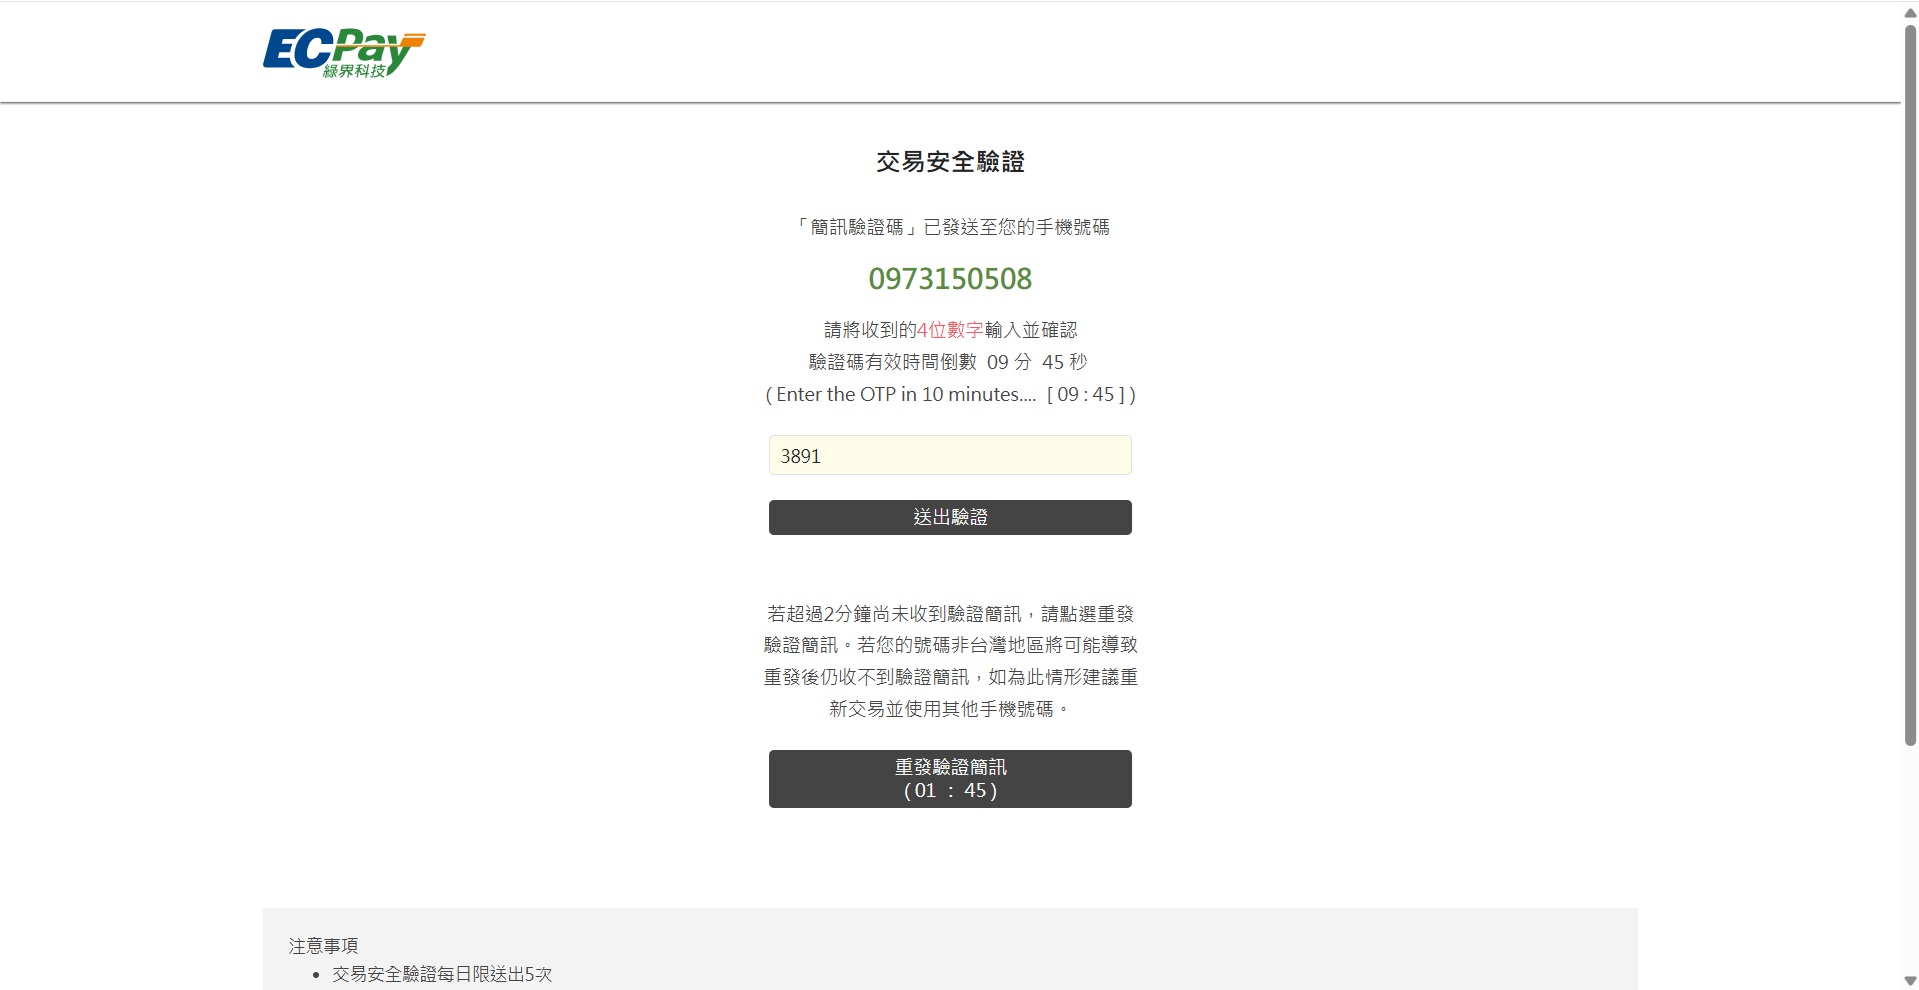 ECPay
綠界科技
交易安全驗證
「簡訊驗證碼」已發送至您的手機號碼
0973150508
請將收到的4位數字輸入並確認
驗證碼有效時間倒數 09 分 45 秒
( Enter the OTP in 10 minutes.... [ 09 : 45 ] )
3891
送出驗證
若超過2分鐘尚未收到驗證簡訊，請點選重發
驗證簡訊。若您的號碼非台灣地區將可能導致
重發後仍收不到驗證簡訊，如為此情形建議重
新交易並使用其他手機號碼。
重發驗證簡訊
( 01 : 45 )
注意事項
• 交易安全驗證每日限送出5次